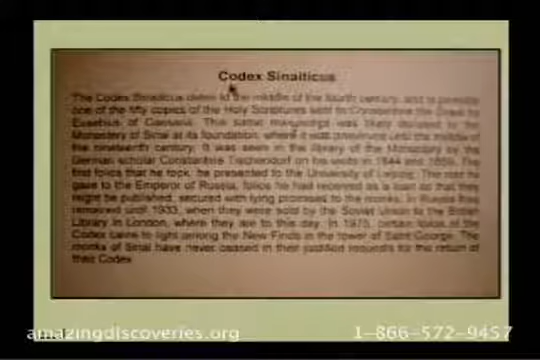 Codex Sinaiticus
The Codex Sinaiticus dates to the middle of the fourth century, and is possibly
one of the fifty copies of the Holy Scriptures sent to Constantine the Great by
Eusebius of Caesaria. This same manuscript was likely donated to the
Monastery of Sinai at its foundation, where it was preserved until the middle of
the nineteenth century. It was seen in the library of the Monastery by the
German scholar Constantine Tischendorf on his visits in 1844 and 1859. The
first folios that he took, he presented to the University of Leipzig. The rest he
gave to the Emperor of Russia, folios he had received as a loan so that they
might be published, secured with lying promises to the monks. In Russia they
remained until 1933, when they were sold by the Soviet Union to the British
Library in London, where they are to this day. In 1975, certain folios of the
Codex came to light among the New Finds in the tower of Saint George. The
monks of Sinai have never ceased in their justified requests for the return of
their Codex
amazingdiscoveries.org 1-866-572-9457